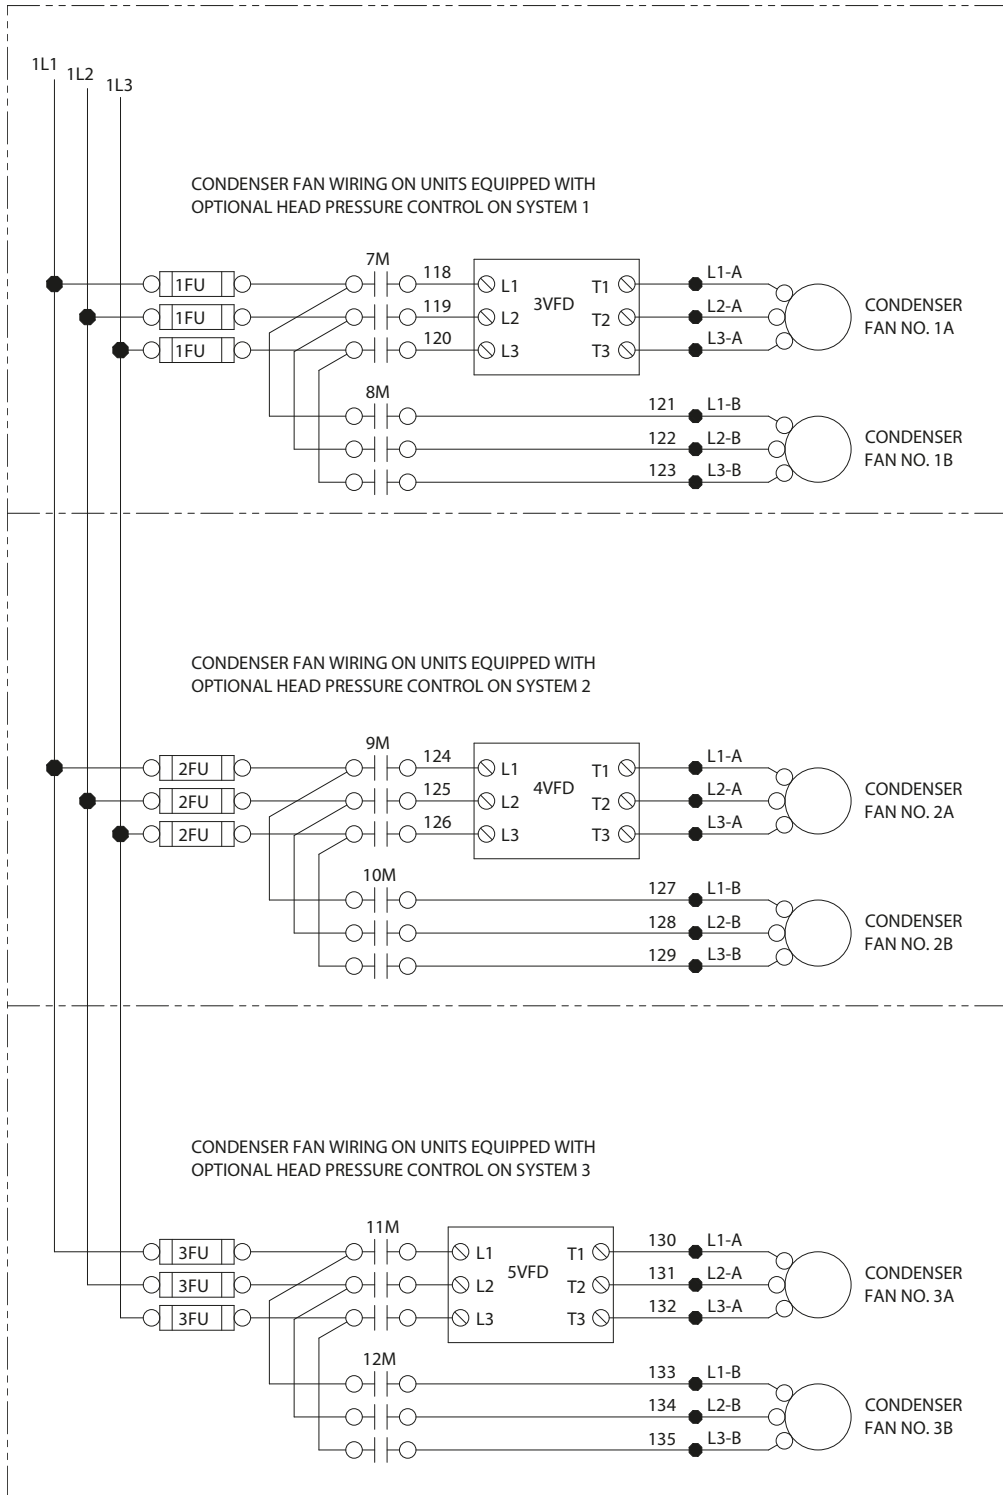 1L1
1L2
1L3
CONDENSER FAN WIRING ON UNITS EQUIPPED WITH
OPTIONAL HEAD PRESSURE CONTROL ON SYSTEM 1
7M
1FU 118 L1 3VFD T1 L1-A
1FU 119 L2 T2 L2-A
1FU 120 L3 T3 L3-A
CONDENSER
FAN NO. 1A
8M
121 L1-B
122 L2-B
123 L3-B
CONDENSER
FAN NO. 1B
CONDENSER FAN WIRING ON UNITS EQUIPPED WITH
OPTIONAL HEAD PRESSURE CONTROL ON SYSTEM 2
9M
2FU 124 L1 4VFD T1 L1-A
2FU 125 L2 T2 L2-A
2FU 126 L3 T3 L3-A
CONDENSER
FAN NO. 2A
10M
127 L1-B
128 L2-B
129 L3-B
CONDENSER
FAN NO. 2B
CONDENSER FAN WIRING ON UNITS EQUIPPED WITH
OPTIONAL HEAD PRESSURE CONTROL ON SYSTEM 3
11M
3FU L1 5VFD T1 130 L1-A
3FU L2 T2 131 L2-A
3FU L3 T3 132 L3-A
CONDENSER
FAN NO. 3A
12M
133 L1-B
134 L2-B
135 L3-B
CONDENSER
FAN NO. 3B